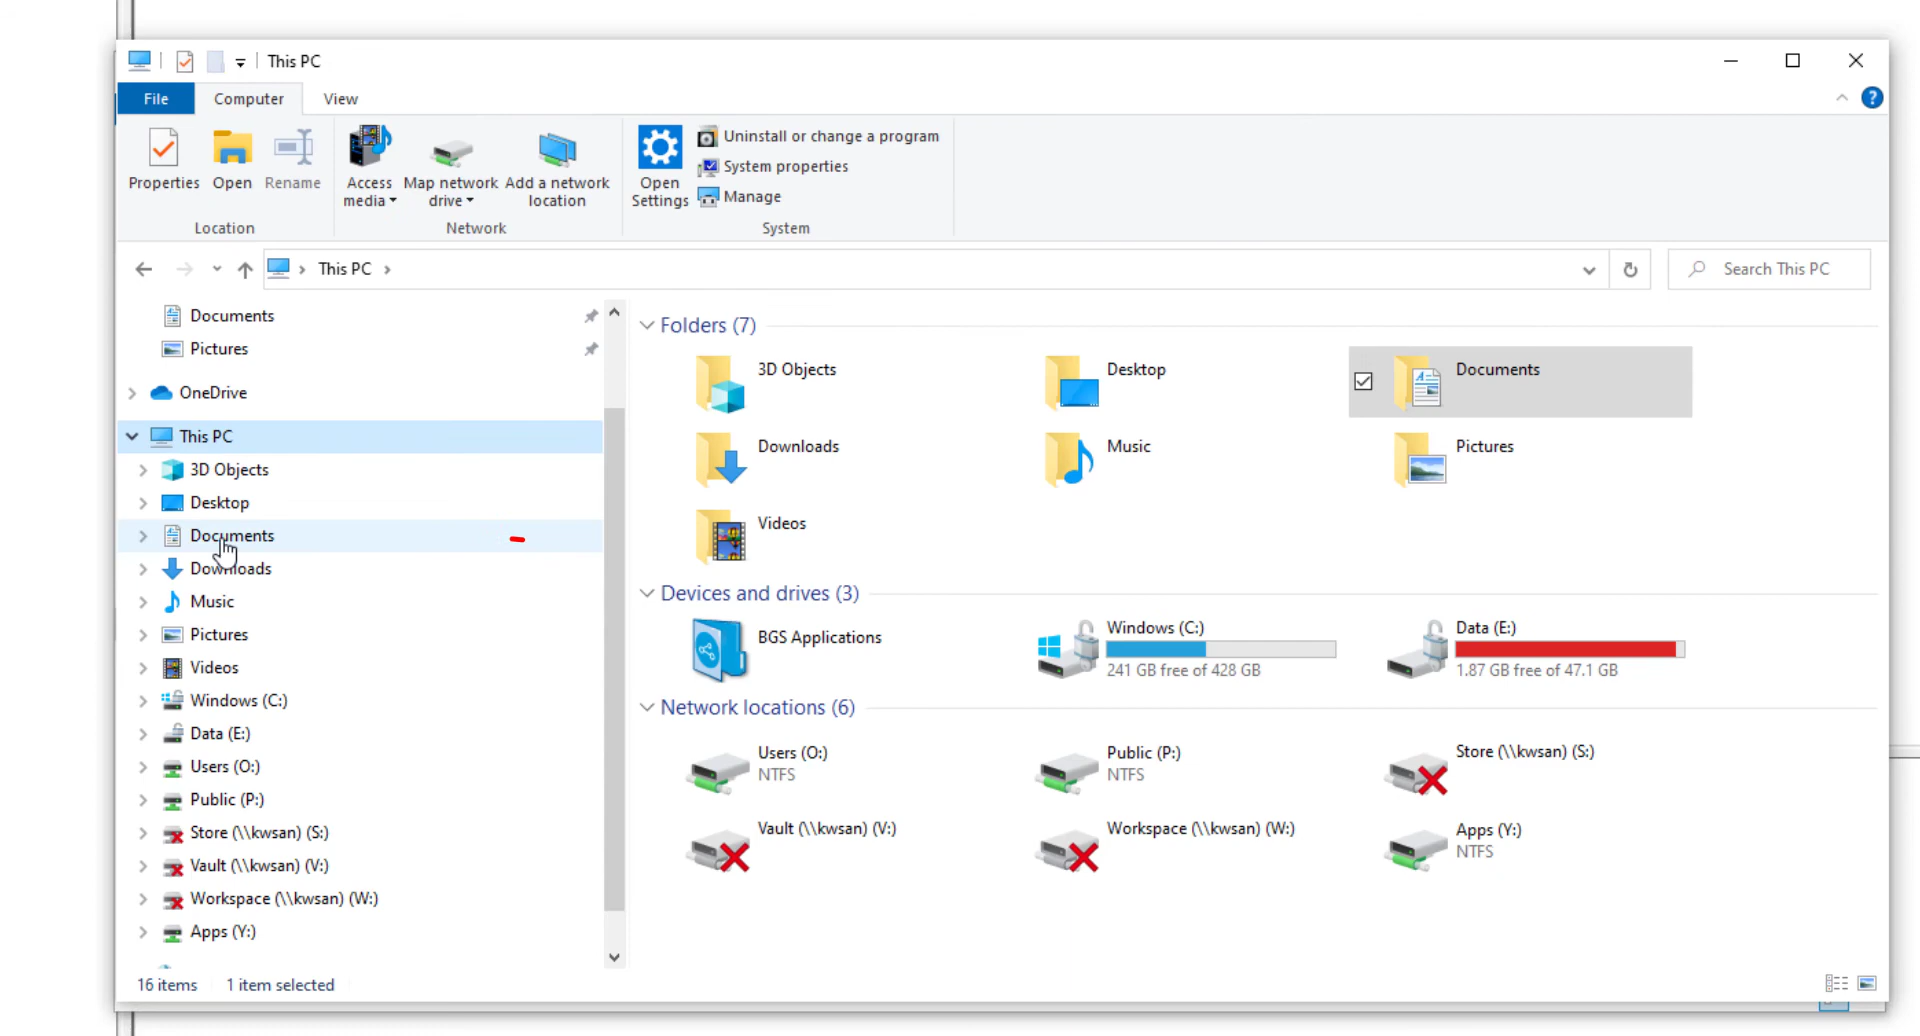 This PC
File Computer View
Properties Open Rename Access media Map network drive Add a network location Open Settings Uninstall or change a program
System properties
Manage
Location Network System
This PC Search This PC
Documents
Pictures
OneDrive
This PC
3D Objects
Desktop
Documents
Downloads
Music
Pictures
Videos
Windows (C:)
Data (E:)
Users (O:)
Public (P:)
Store (\\kwsan) (S:)
Vault (\\kwsan) (V:)
Workspace (\\kwsan) (W:)
Apps (Y:)
Folders (7)
3D Objects Desktop Documents
Downloads Music Pictures
Videos
Devices and drives (3)
BGS Applications Windows (C:) Data (E:)
241 GB free of 428 GB 1.87 GB free of 47.1 GB
Network locations (6)
Users (O:) Public (P:) Store (\\kwsan) (S:)
NTFS NTFS
Vault (\\kwsan) (V:) Workspace (\\kwsan) (W:) Apps (Y:)
NTFS
16 items 1 item selected